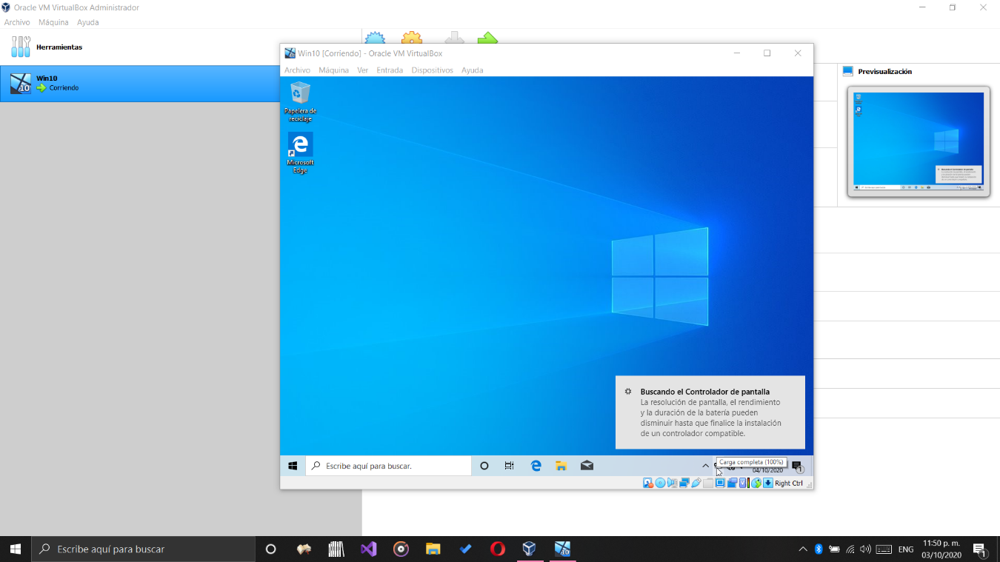 Oracle VM VirtualBox Administrador
Archivo Máquina Ayuda
Herramientas
Win10
Corriendo
10
Previsualización
Win10 [Corriendo] - Oracle VM VirtualBox
Archivo Máquina Ver Entrada Dispositivos Ayuda
Papelera de
reciclaje
Microsoft
Edge
Buscando el Controlador de pantalla
La resolución de pantalla, el rendimiento
y la duración de la batería pueden
disminuir hasta que finalice la instalación
de un controlador compatible.
Escribe aquí para buscar.
Carga completa (100%)
04/10/2020
1
Right Ctrl
Escribe aquí para buscar
10
ENG
11:50 p. m.
03/10/2020
1